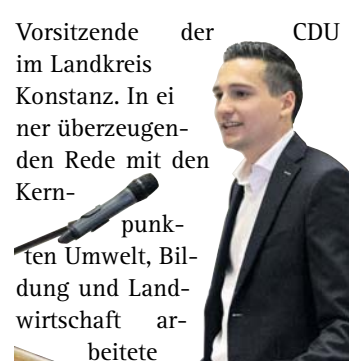 Vorsitzende der CDU
im Landkreis
Konstanz. In ei
ner überzeugen-
den Rede mit den
Kern-
punk-
ten Umwelt, Bil-
dung und Land-
wirtschaft ar-
beitete